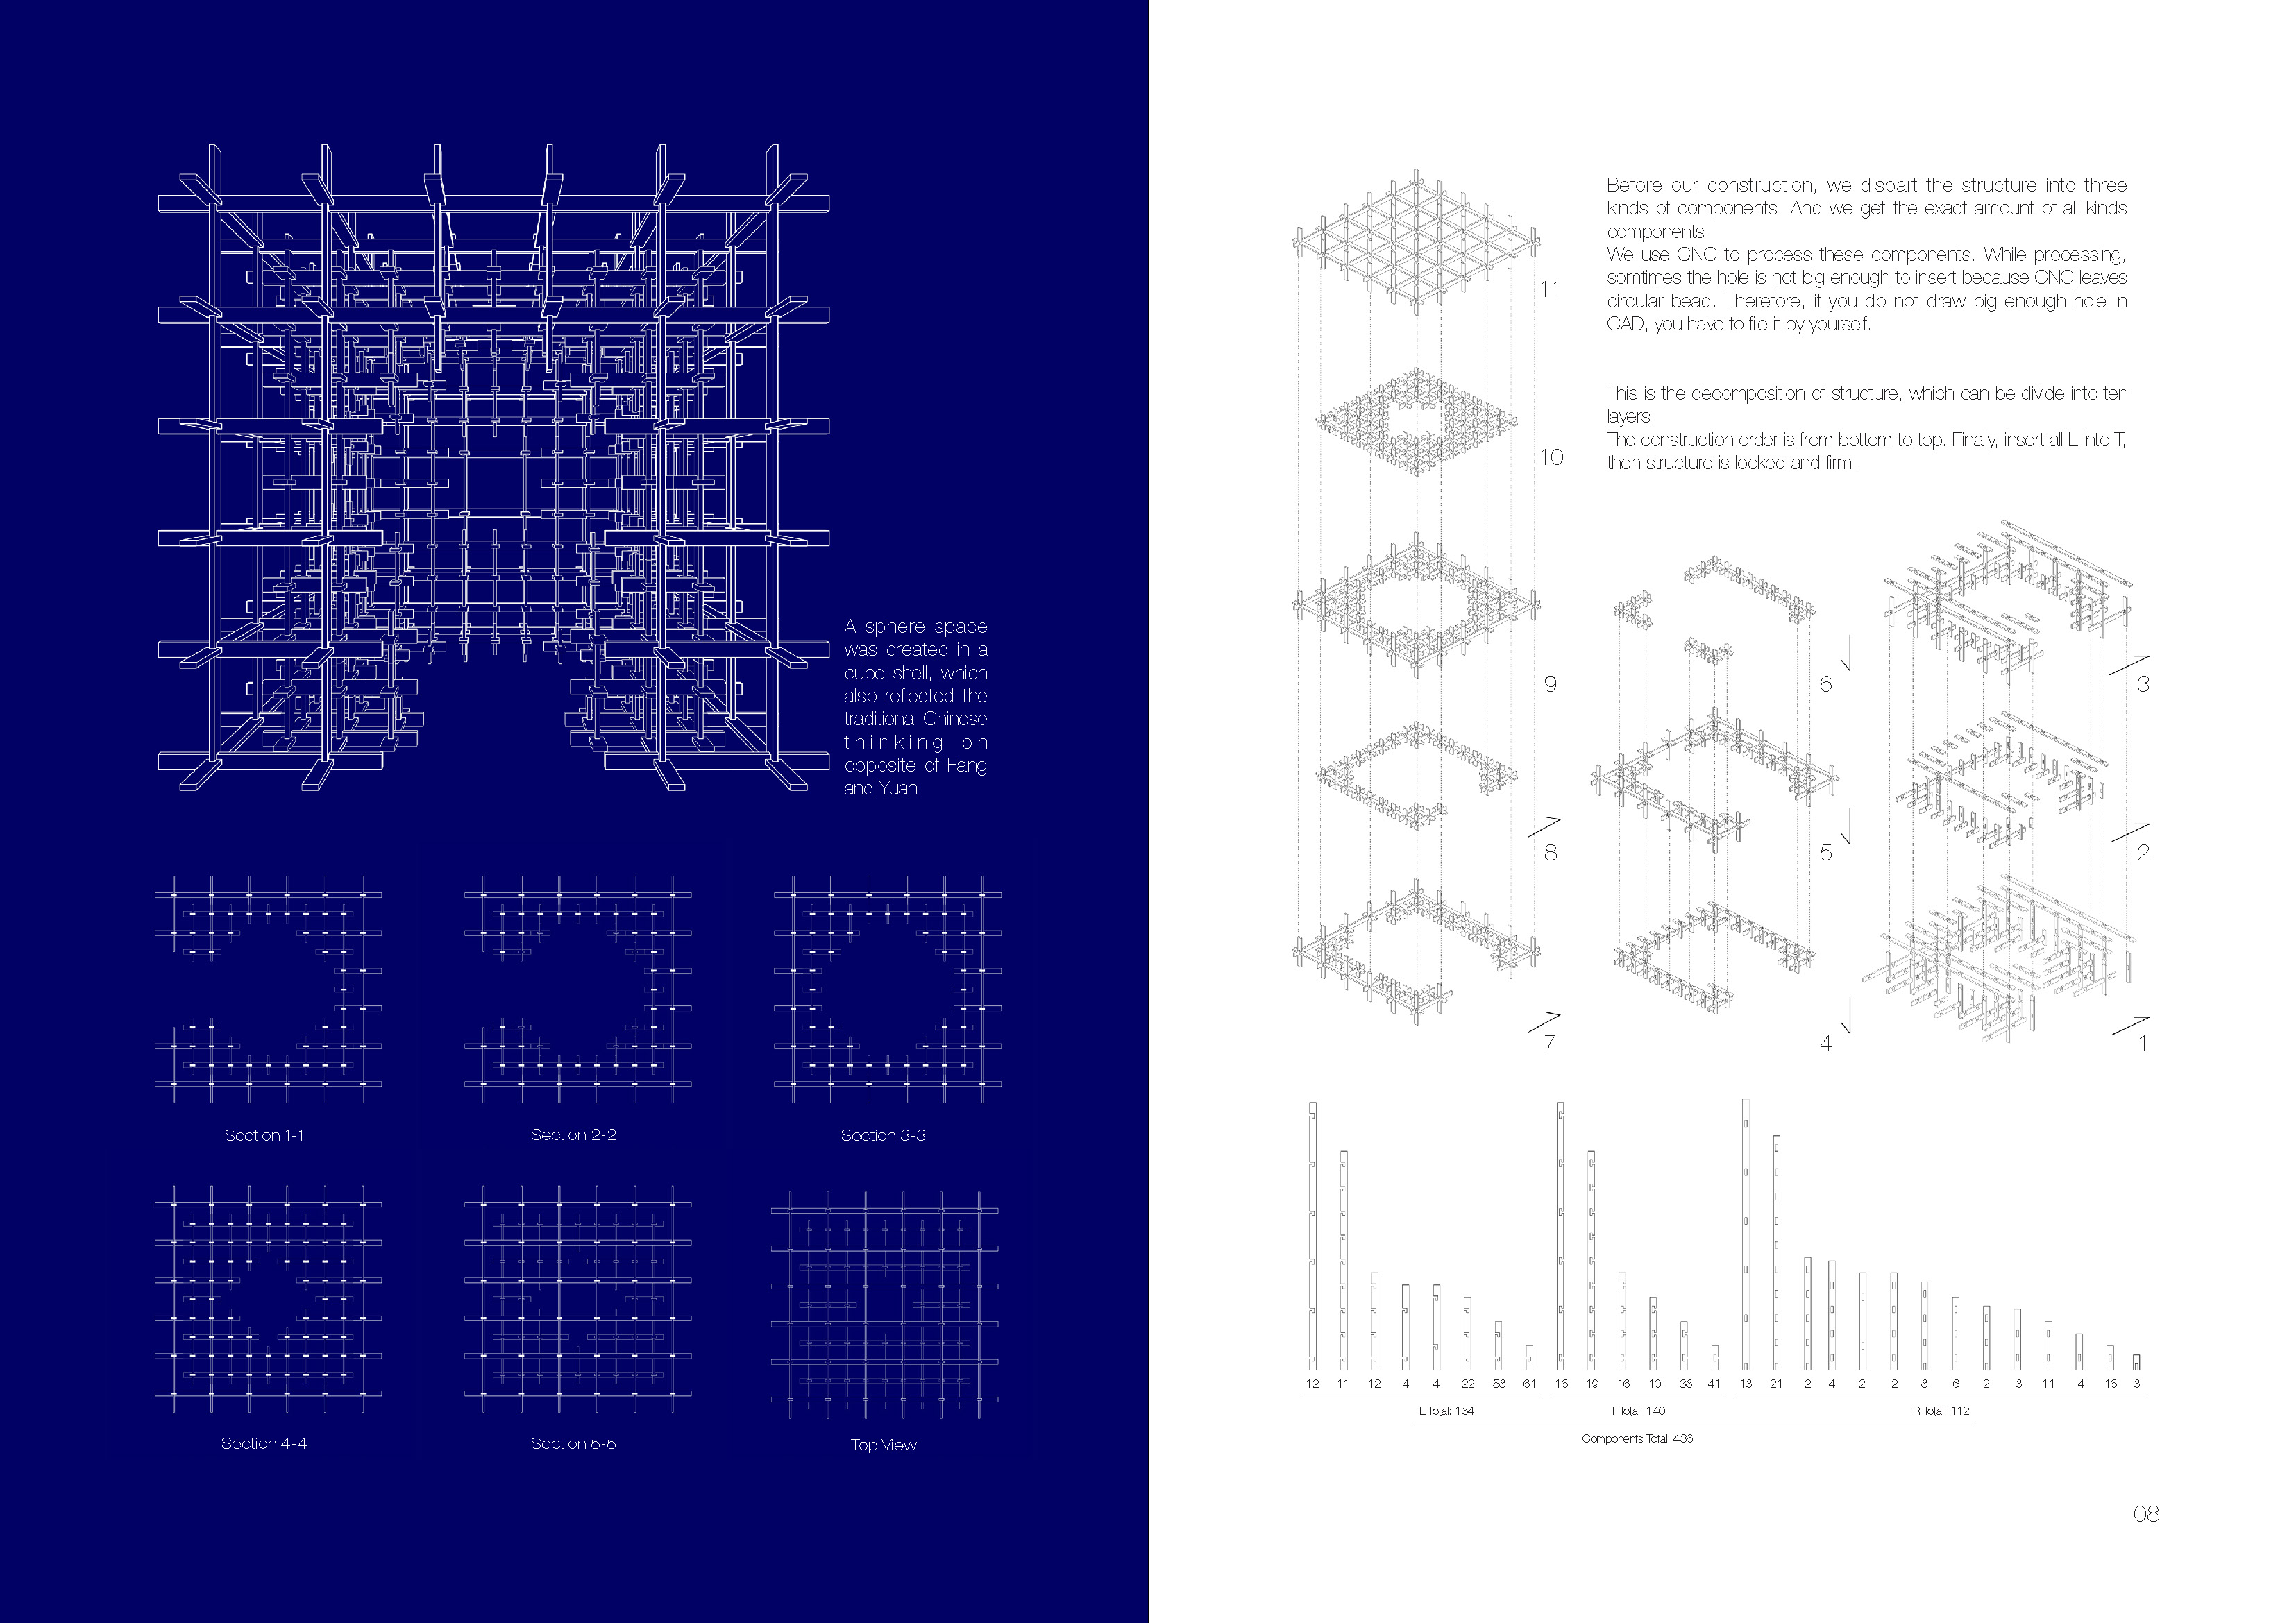 A sphere space
was created in a
cube shell, which
also reflected the
traditional Chinese
thinking on
opposite of Fang
and Yuan.
Section 1-1
Section 2-2
Section 3-3
Section 4-4
Section 5-5
Top View
Before our construction, we dispart the structure into three
kinds of components. And we get the exact amount of all kinds
components.
We use CNC to process these components. While processing,
somtimes the hole is not big enough to insert because CNC leaves
circular bead. Therefore, if you do not draw big enough hole in
CAD, you have to file it by yourself.
This is the decomposition of structure, which can be divide into ten
layers.
The construction order is from bottom to top. Finally, insert all L into T,
then structure is locked and firm.
11
10
9
8
7
6
5
4
3
2
1
12 11 12 4 4 22 58 61 16 19 16 10 38 41 18 21 2 4 2 2 8 6 2 8 11 4 16 8
L Total: 184 T Total: 140 R Total: 112
Components Total: 436
08